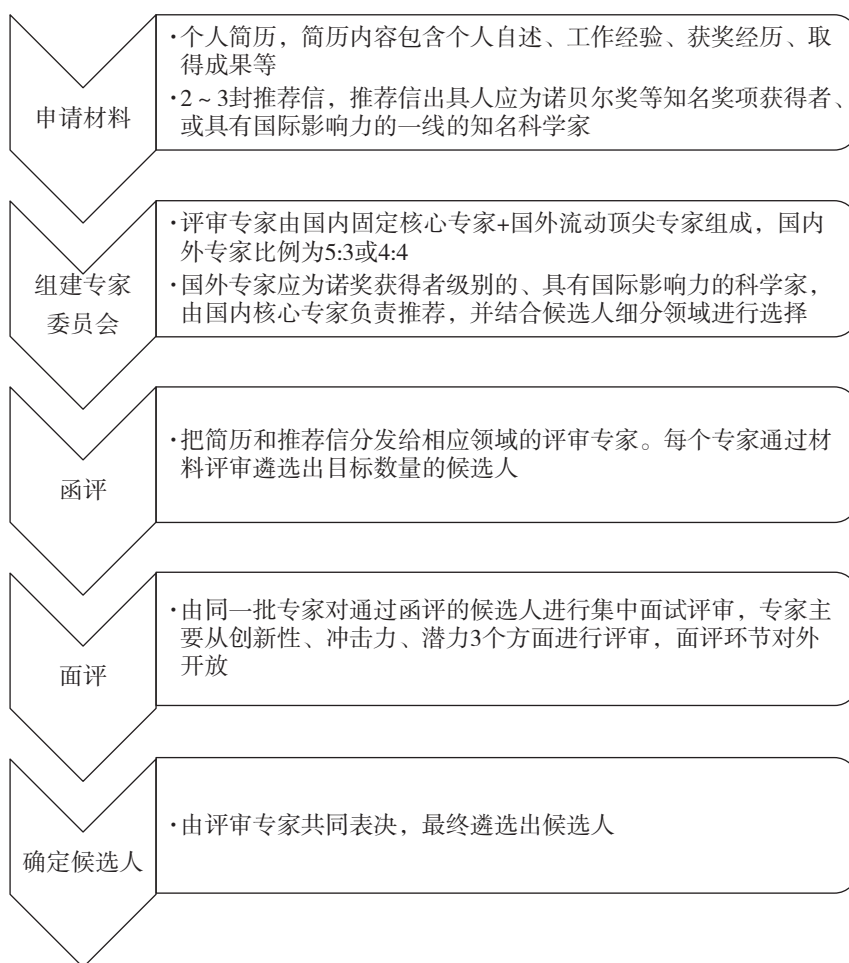 申请材料
·个人简历，简历内容包含个人自述、工作经验、获奖经历、取
得成果等
·2～3封推荐信，推荐信出具人应为诺贝尔奖等知名奖项获得者、
或具有国际影响力的一线的知名科学家
组建专家
委员会
·评审专家由国内固定核心专家+国外流动顶尖专家组成，国内
外专家比例为5:3或4:4
·国外专家应为诺奖获得者级别的、具有国际影响力的科学家，
由国内核心专家负责推荐，并结合候选人细分领域进行选择
函评
·把简历和推荐信分发给相应领域的评审专家。每个专家通过材
料评审遴选出目标数量的候选人
面评
·由同一批专家对通过函评的候选人进行集中面试评审，专家主
要从创新性、冲击力、潜力3个方面进行评审，面评环节对外
开放
确定候选人
·由评审专家共同表决，最终遴选出候选人